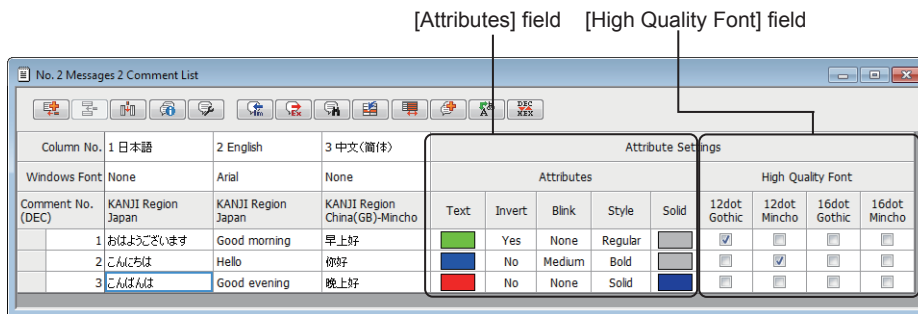 [Attributes] field [High Quality Font] field
No. 2 Messages 2 Comment List
Column No. 1 日本語 2 English 3 中文(简体) Attribute Settings
Windows Font None Arial None Attributes High Quality Font
Comment No. (DEC) KANJI Region Japan KANJI Region Japan KANJI Region China(GB)-Mincho Text Invert Blink Style Solid 12dot Gothic 12dot Mincho 16dot Gothic 16dot Mincho
1 おはようございます Good morning 早上好 Yes None Regular
2 こんにちは Hello 你好 No Medium Bold
3 こんばんは Good evening 晚上好 No None Solid